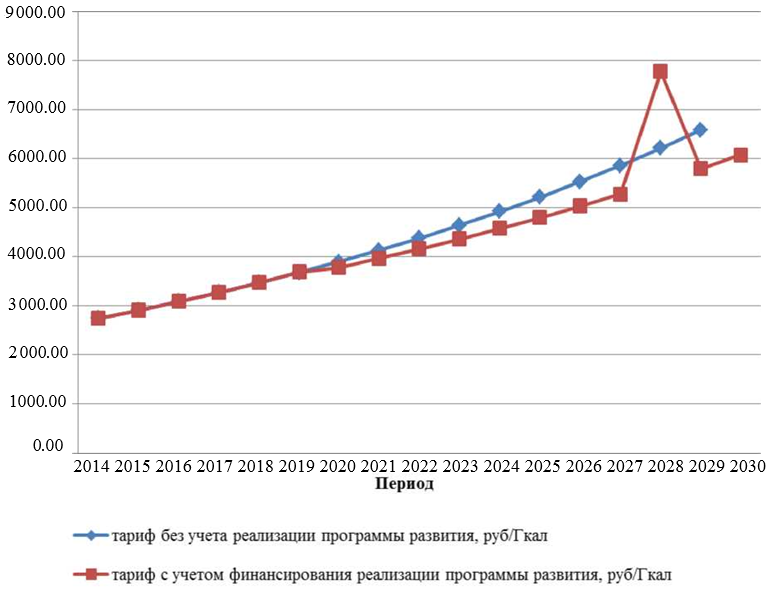 9000.00
8000.00
7000.00
6000.00
5000.00
4000.00
3000.00
2000.00
1000.00
0.00
2014 2015 2016 2017 2018 2019 2020 2021 2022 2023 2024 2025 2026 2027 2028 2029 2030
Период
тариф без учета реализации программы развития, руб/Гкал
тариф с учетом финансирования реализации программы развития, руб/Гкал